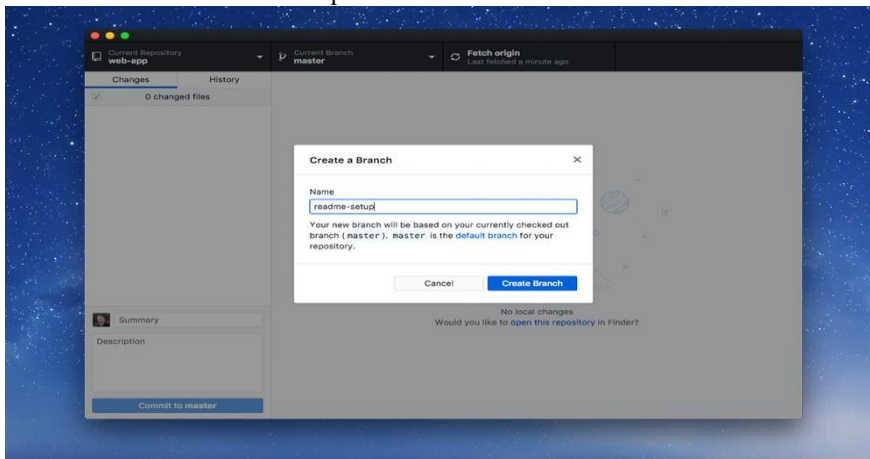 Current Repository
web-app
Current Branch
master
Fetch origin
Last fetched a minute ago
Changes
History
0 changed files
Create a Branch
Name
readme-setup
Your new branch will be based on your currently checked out
branch (master). master is the default branch for your
repository.
Cancel
Create Branch
No local changes
Would you like to open this repository in Finder?
Summary
Description
Commit to master